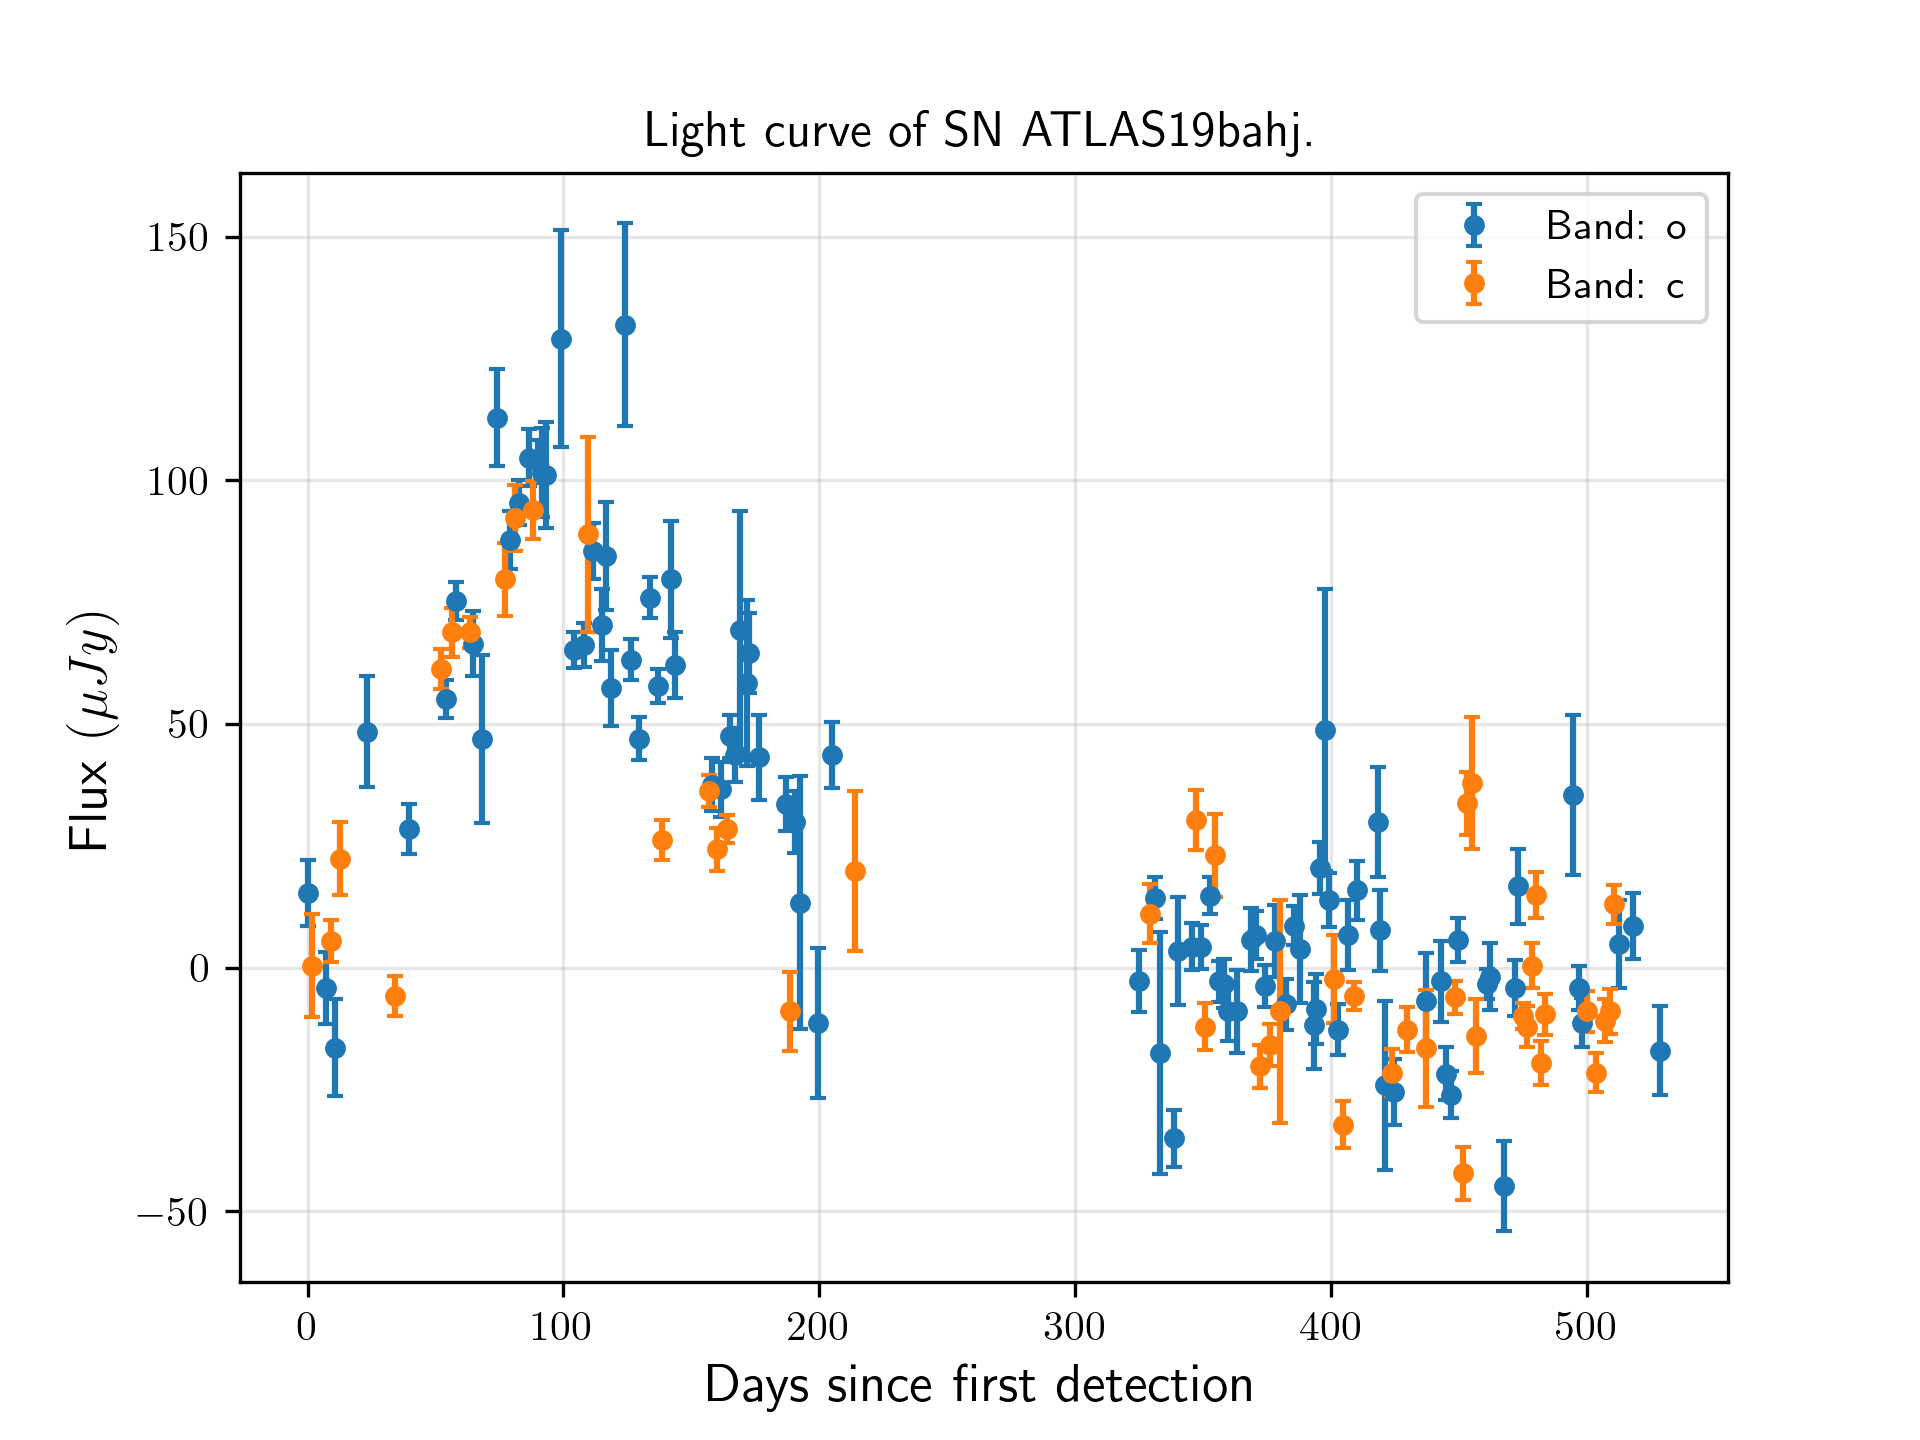 Light curve of SN ATLAS19bahj.
Band: o
Band: c
150
100
50
0
−50
Flux (μJy)
0 100 200 300 400 500
Days since first detection